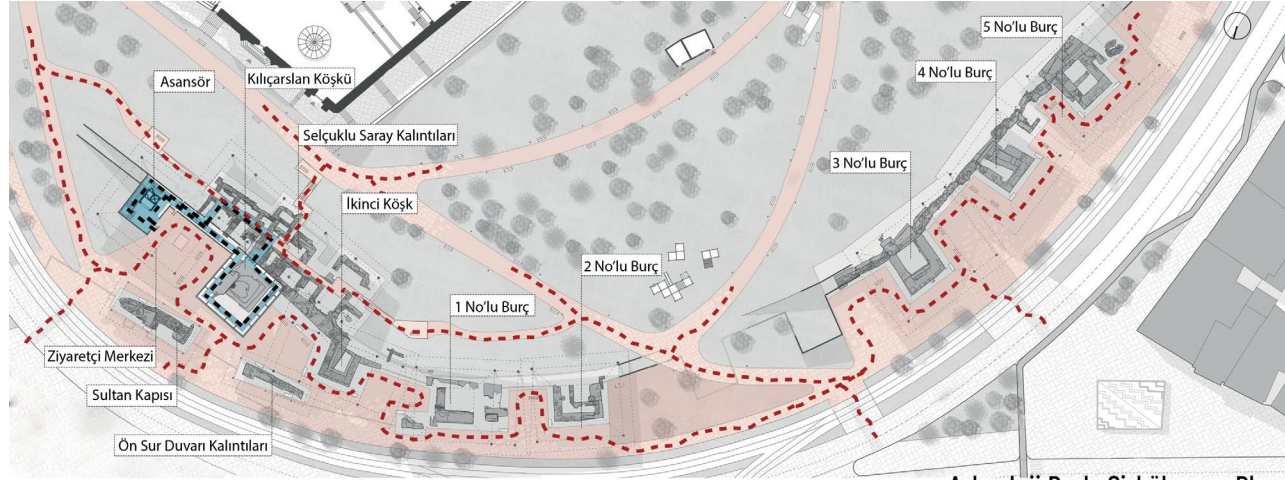 5 No'lu Burç
4 No'lu Burç
Asansör
Kılıçarslan Köşkü
Selçuklu Saray Kalıntıları
3 No'lu Burç
İkinci Köşk
2 No'lu Burç
1 No'lu Burç
Ziyaretçi Merkezi
Sultan Kapısı
Ön Sur Duvarı Kalıntıları